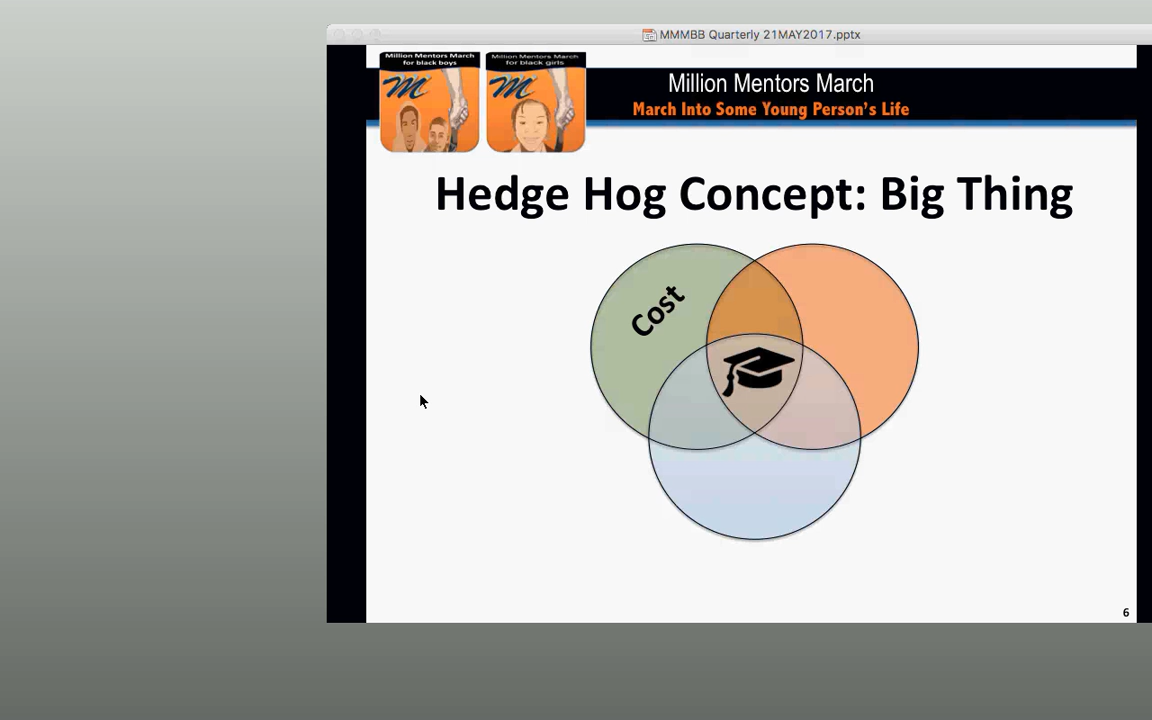 MMMBB Quarterly 21MAY2017.pptx
Million Mentors March
for black boys
Million Mentors March
for black girls
M
M
Million Mentors March
March Into Some Young Person's Life
Hedge Hog Concept: Big Thing
Cost
6